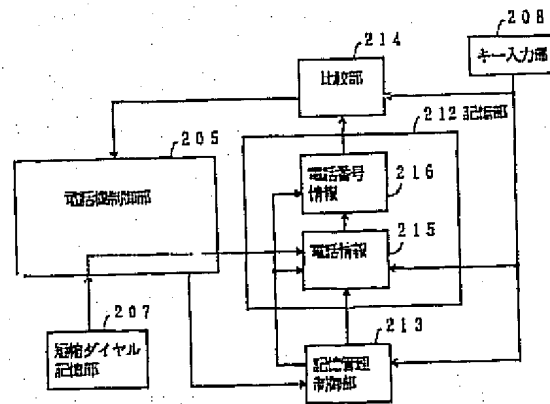 208
キー入力部
214
比較部
212 記憶部
205
電話機制御部
電話番号
情報
216
電話情報
215
207
短縮ダイヤル
記憶部
213
記憶管理
制御部